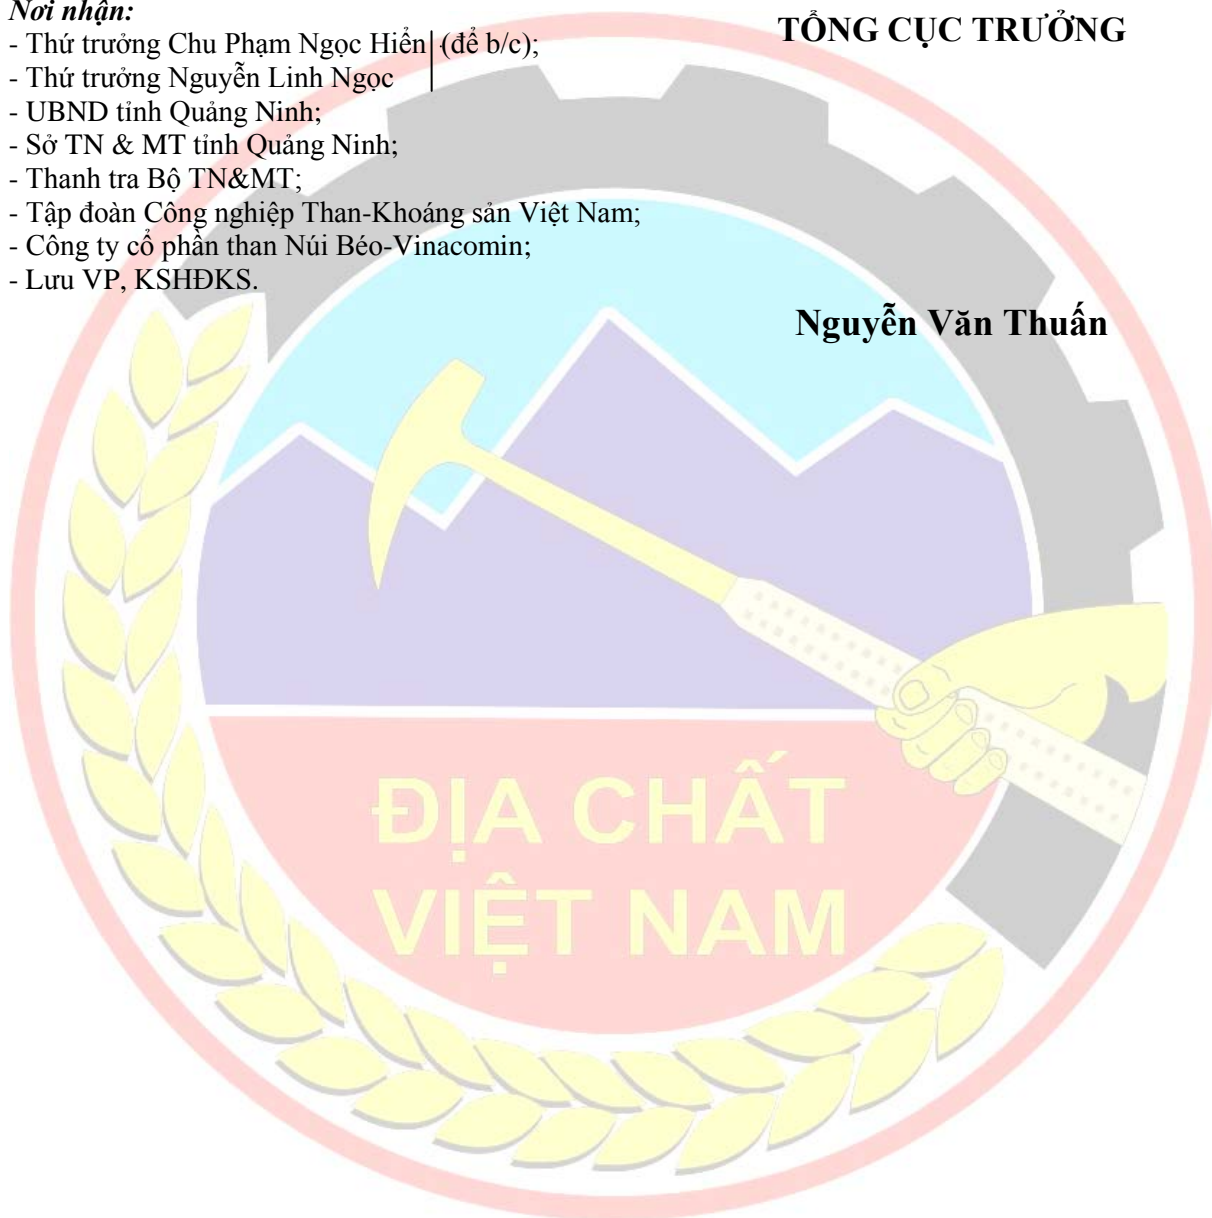 Nơi nhận:
- Thứ trưởng Chu Phạm Ngọc Hiển (để b/c);
- Thứ trưởng Nguyễn Linh Ngọc
- UBND tỉnh Quảng Ninh;
- Sở TN & MT tỉnh Quảng Ninh;
- Thanh tra Bộ TN&MT;
- Tập đoàn Công nghiệp Than-Khoáng sản Việt Nam;
- Công ty cổ phần than Núi Béo-Vinacomin;
- Lưu VP, KSHĐKS.
TỔNG CỤC TRƯỞNG
Nguyễn Văn Thuấn
ĐỊA CHẤT
VIỆT NAM